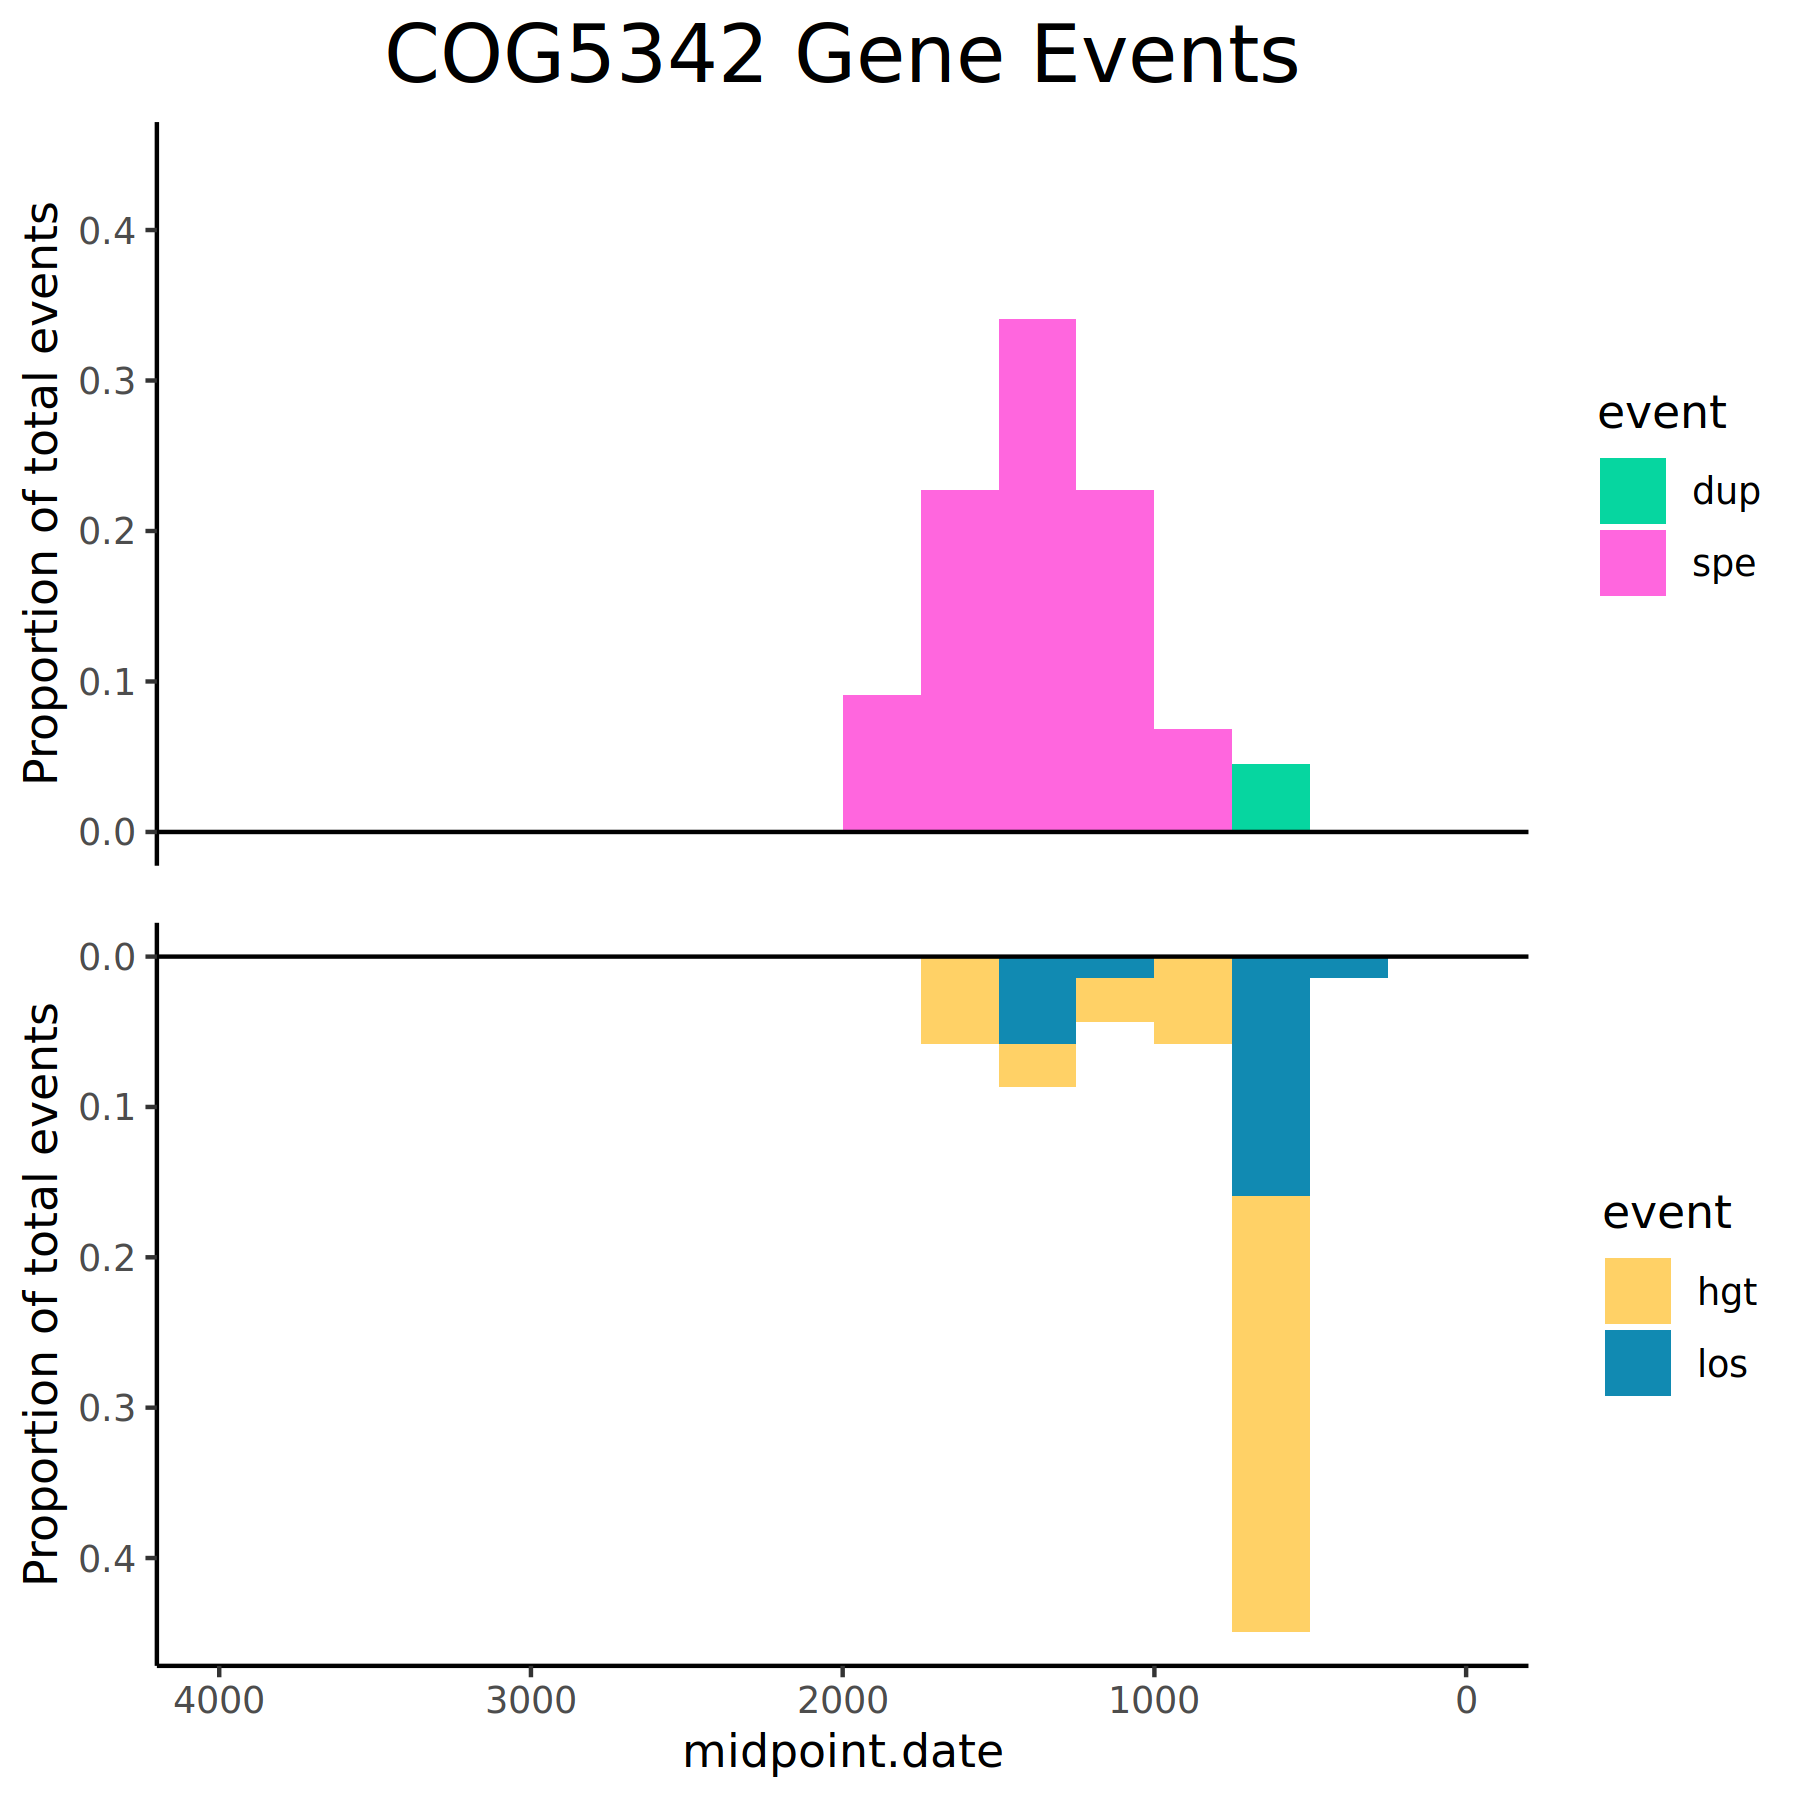 COG5342 Gene Events
Proportion of total events
0.4
0.3
0.2
0.1
0.0
event
dup
spe
Proportion of total events
0.0
0.1
0.2
0.3
0.4
event
hgt
los
4000 3000 2000 1000 0
midpoint.date